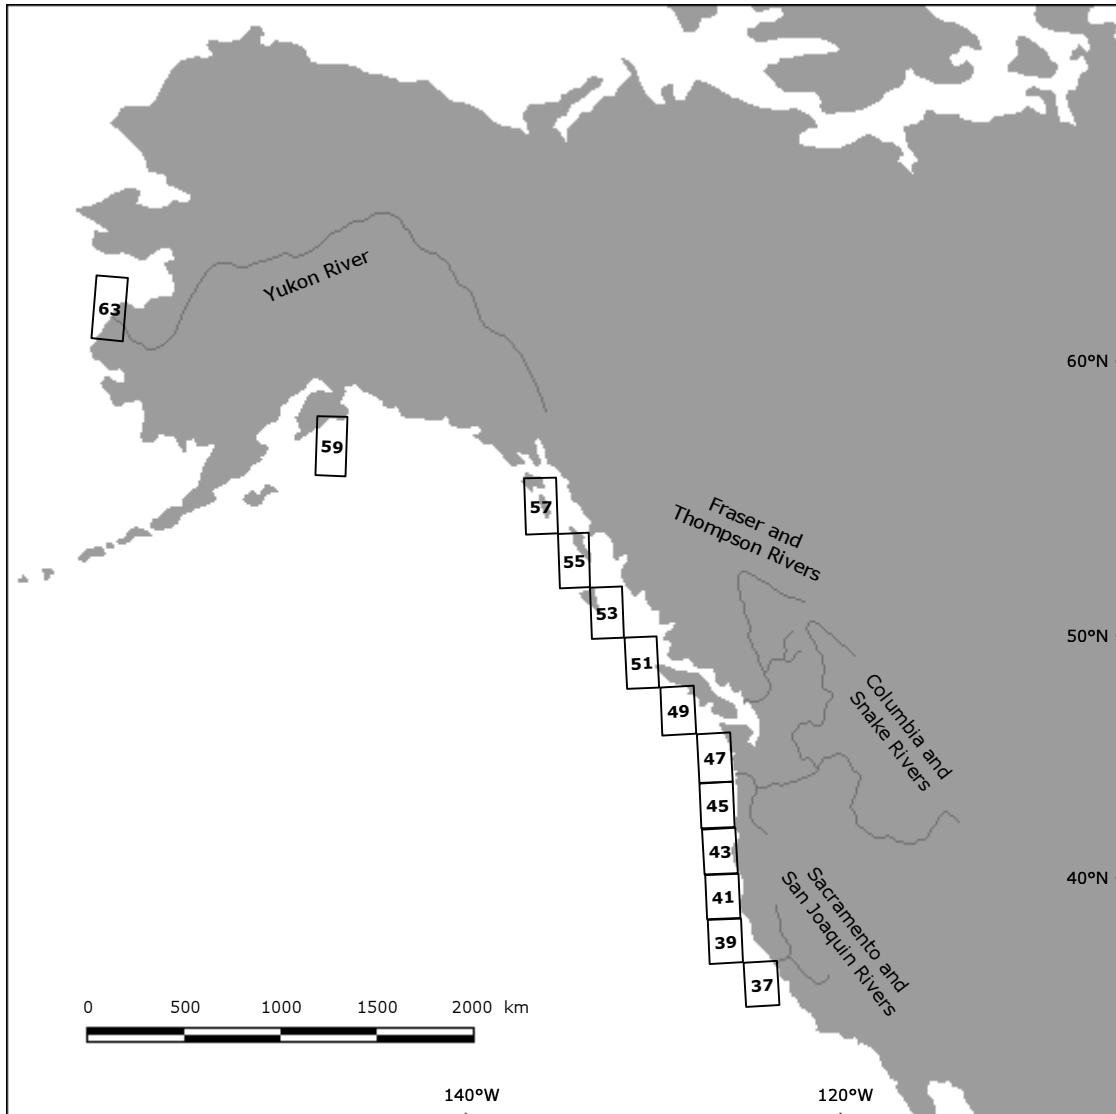 Yukon River
63
60°N
59
57
Fraser and
Thompson Rivers
55
53
50°N
51
49
Columbia and
Snake Rivers
47
45
43
40°N
41
Sacramento and
San Joaquin Rivers
39
37
0 500 1000 1500 2000 km
140°W 120°W